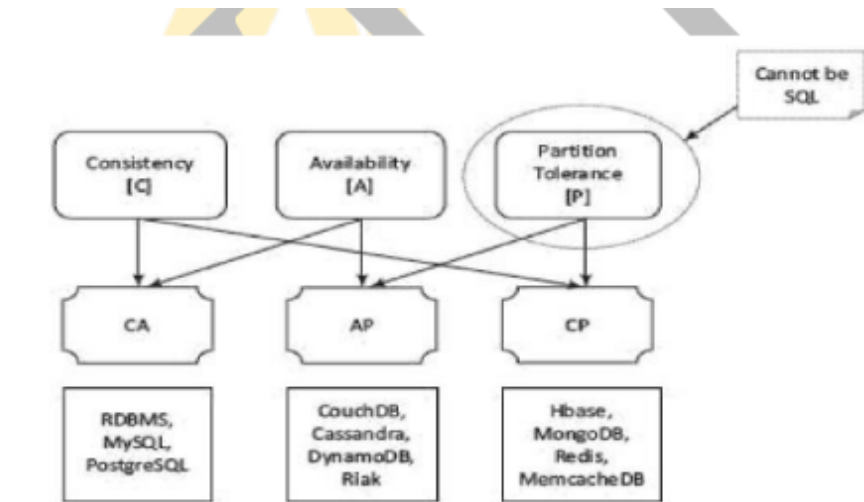 Cannot be
SQL
Consistency
[C]
Availability
[A]
Partition
Tolerance
[P]
CA
AP
CP
RDBMS,
MySQL,
PostgreSQL
CouchDB,
Cassandra,
DynamoDB,
Riak
Hbase,
MongoDB,
Redis,
MemcacheDB